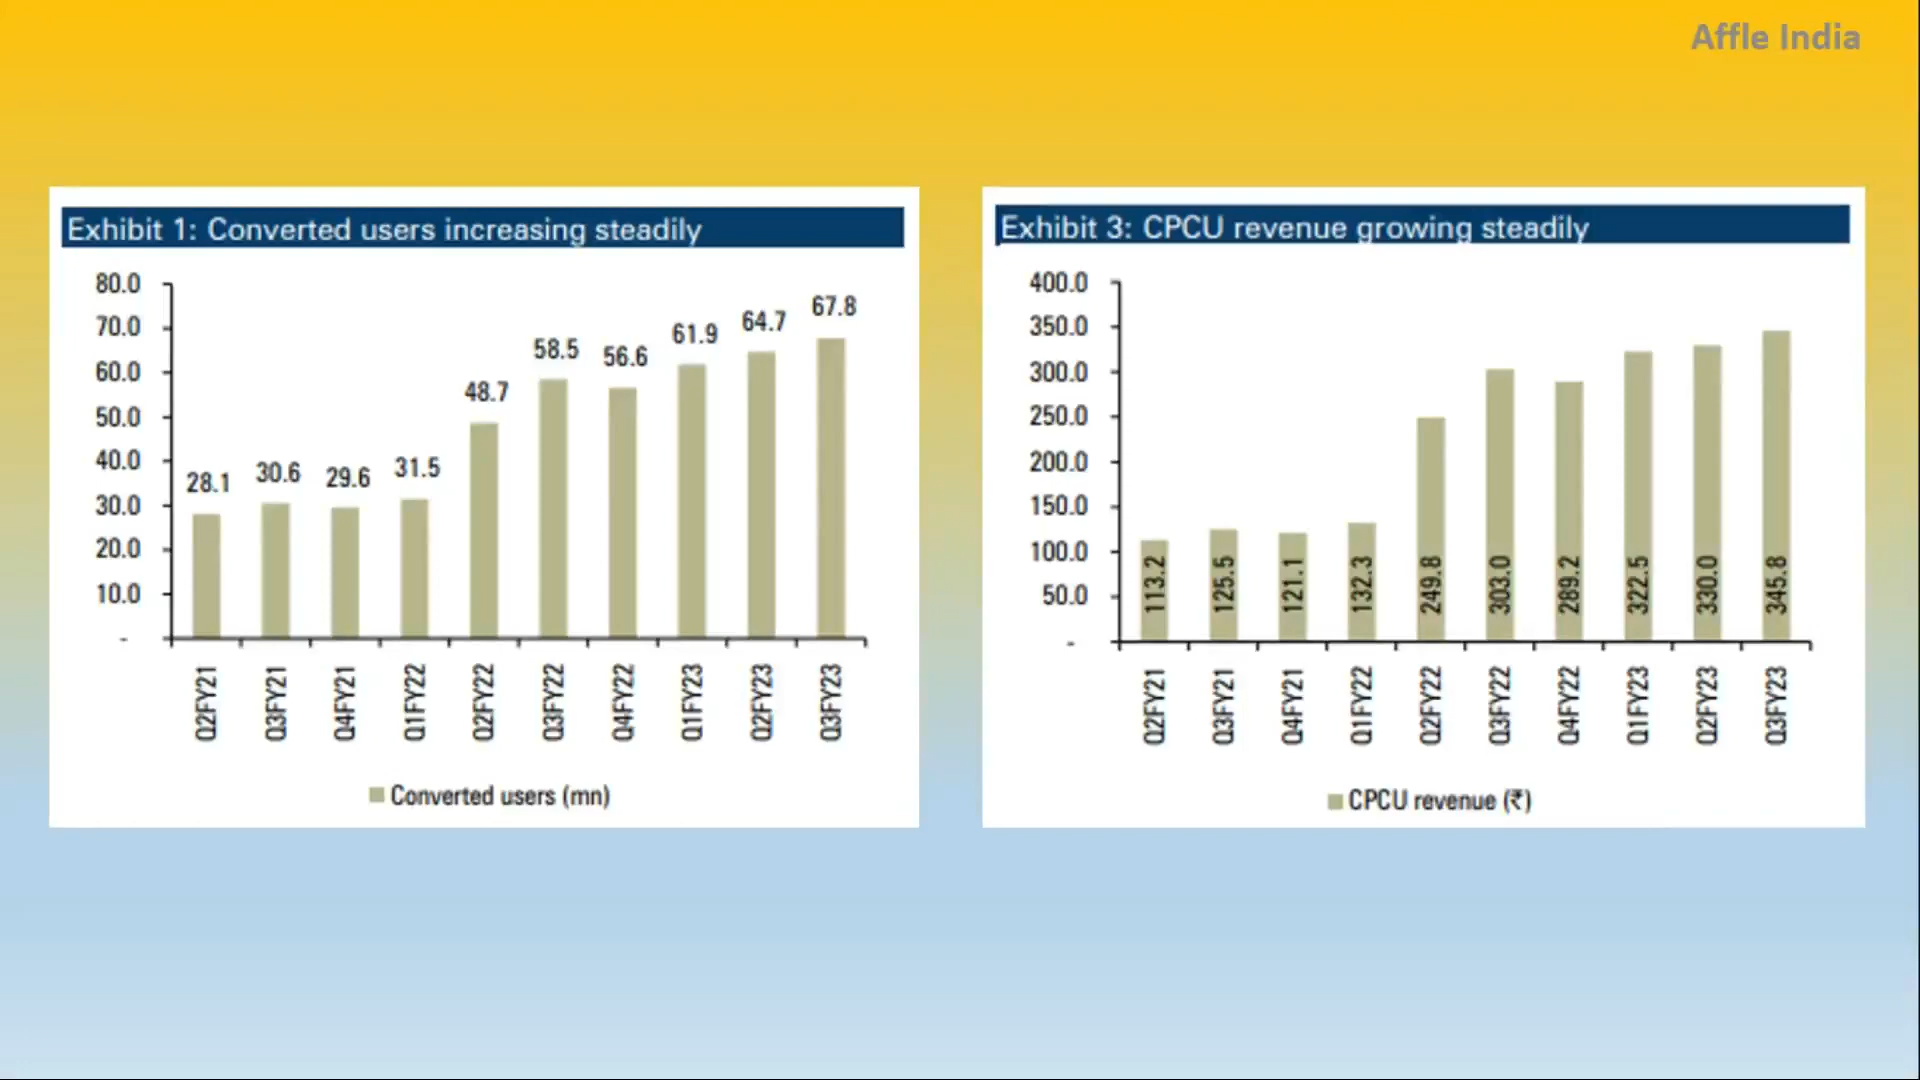 Affle India
Exhibit 1: Converted users increasing steadily
80.0
70.0
60.0
50.0
40.0
30.0
20.0
10.0
-
28.1
30.6
29.6
31.5
48.7
58.5
56.6
61.9
64.7
67.8
Q2FY21
Q3FY21
Q4FY21
Q1FY22
Q2FY22
Q3FY22
Q4FY22
Q1FY23
Q2FY23
Q3FY23
Converted users (mn)
Exhibit 3: CPCU revenue growing steadily
400.0
350.0
300.0
250.0
200.0
150.0
100.0
50.0
-
113.2
125.5
121.1
132.3
249.8
303.0
289.2
322.5
330.0
345.8
Q2FY21
Q3FY21
Q4FY21
Q1FY22
Q2FY22
Q3FY22
Q4FY22
Q1FY23
Q2FY23
Q3FY23
CPCU revenue (₹)